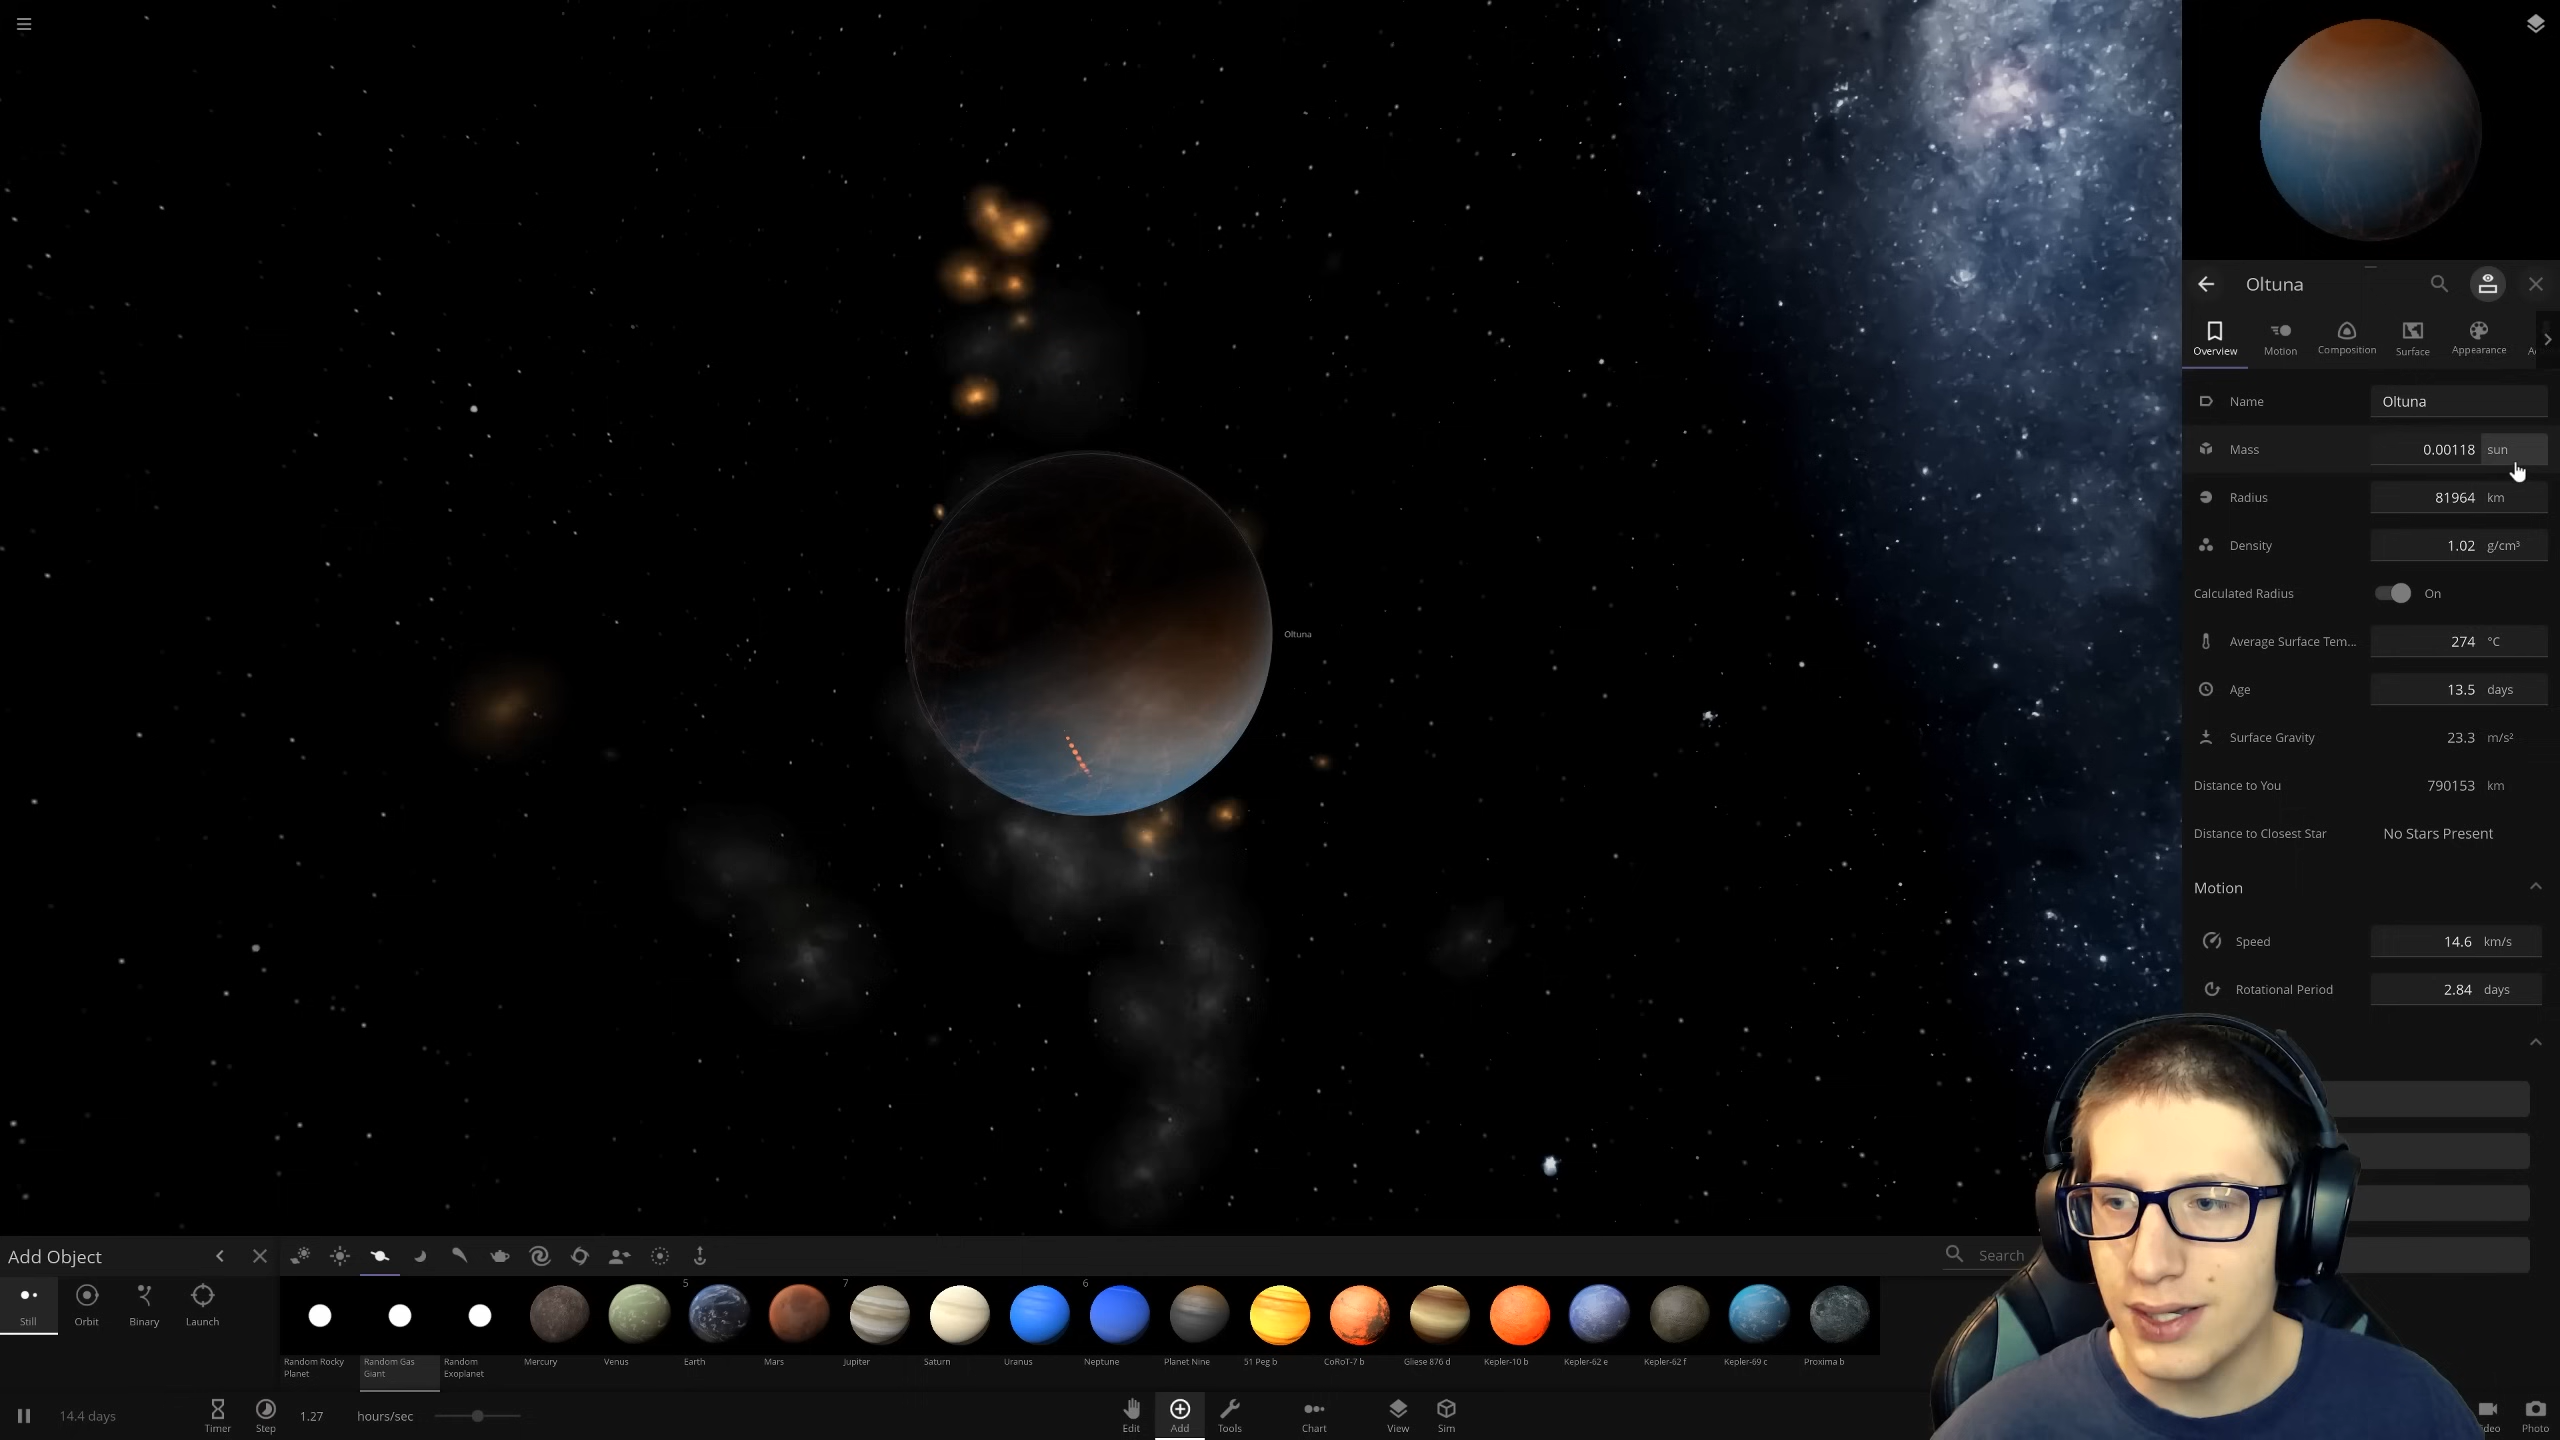 Oltuna
Overview
Motion
Composition
Surface
Appearance
Name Oltuna
Mass 0.00118 sun
Radius 81964 km
Density 1.02 g/cm³
Calculated Radius On
Average Surface Tem... 274 °C
Age 13.5 days
Surface Gravity 23.3 m/s²
Distance to You 790153 km
Distance to Closest Star No Stars Present
Motion
Speed 14.6 km/s
Rotational Period 2.84 days
Oltuna
Add Object
Search
Still
Orbit
Binary
Launch
5
7
6
Random Rocky
Planet
Random Gas
Giant
Random
Exoplanet
Mercury
Venus
Earth
Mars
Jupiter
Saturn
Uranus
Neptune
Planet Nine
51 Peg b
CoRoT-7 b
Gliese 876 d
Kepler-10 b
Kepler-62 e
Kepler-62 f
Kepler-69 c
Proxima b
14.4 days
Timer
Step
1.27 hours/sec
Edit
Add
Tools
Chart
View
Sim
Photo